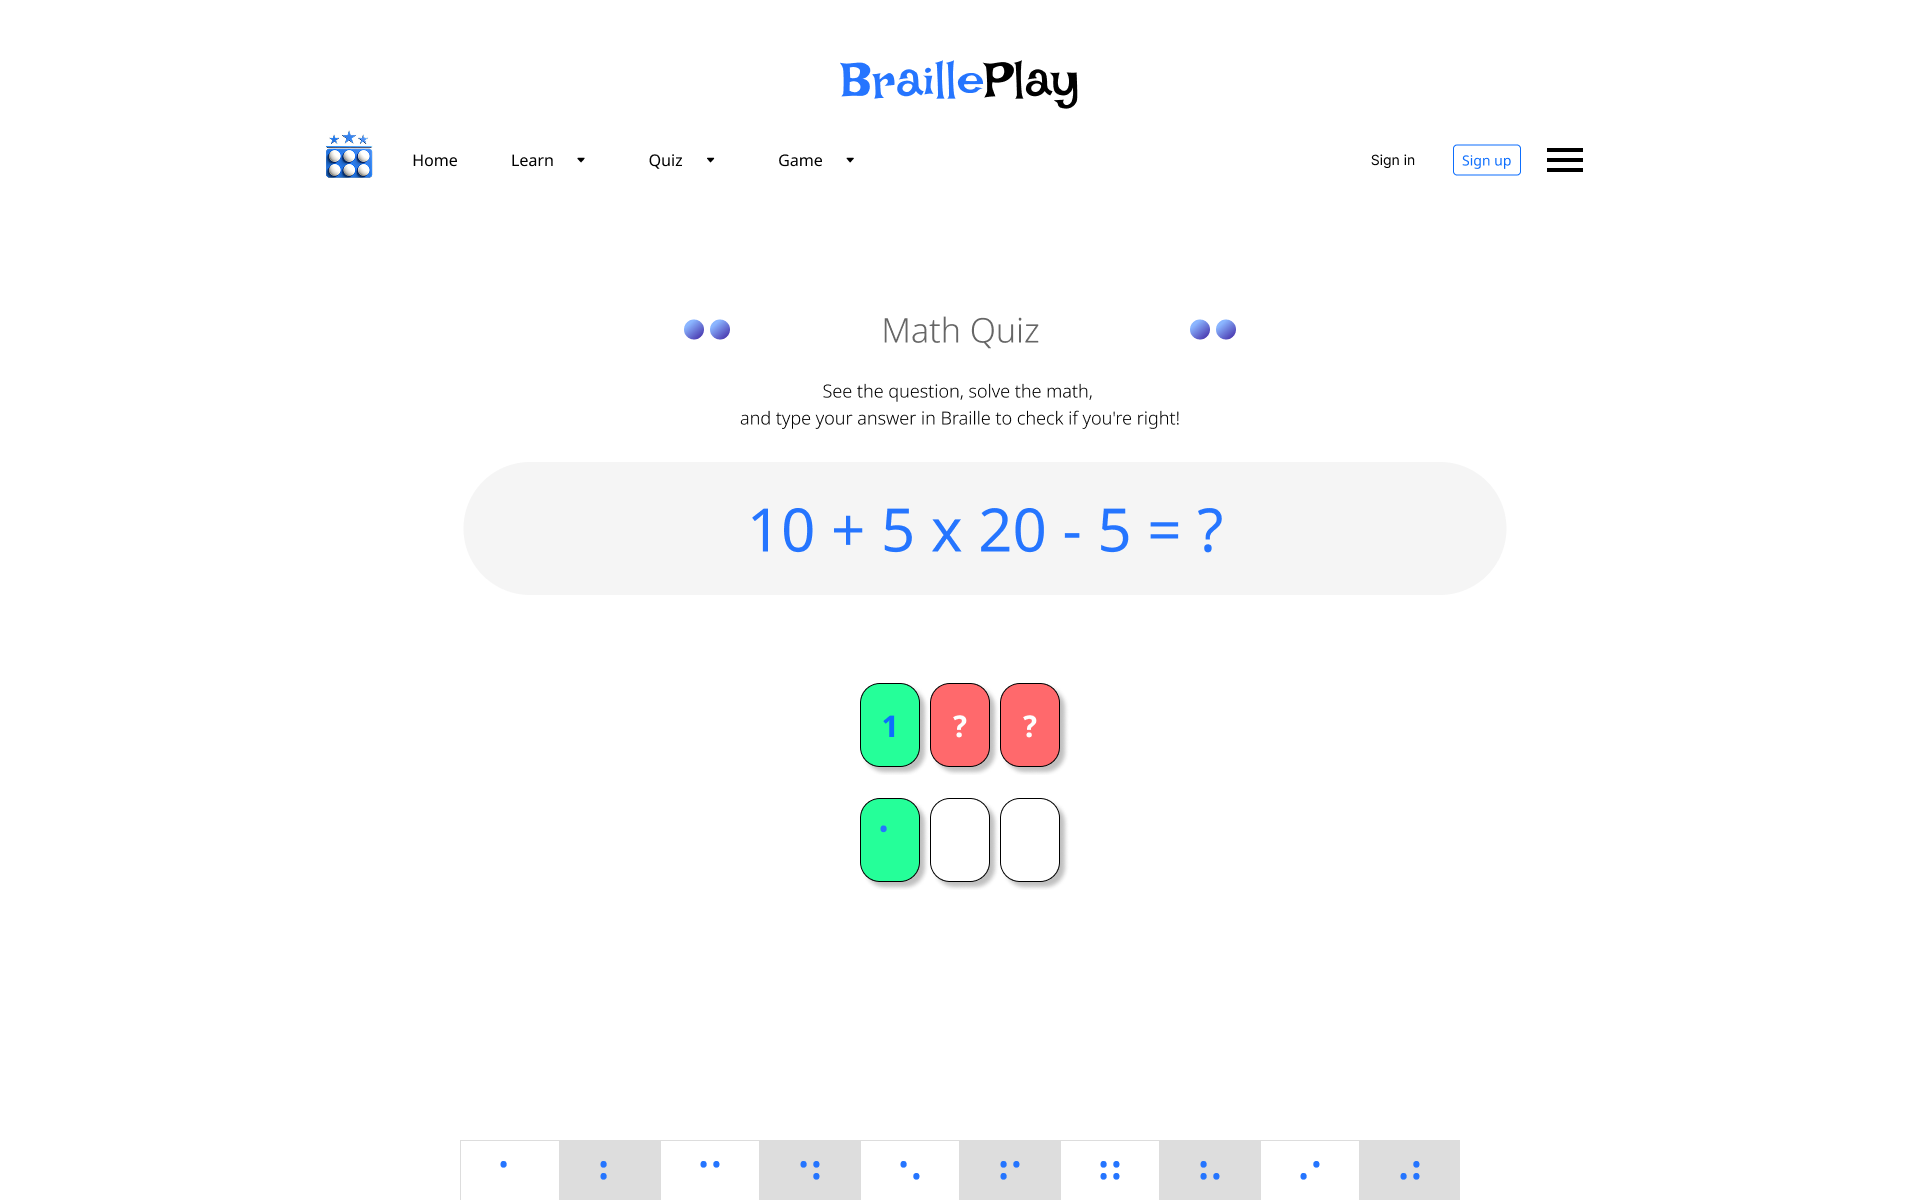 BraillePlay
Home Learn Quiz Game Sign in Sign up
Math Quiz
See the question, solve the math,
and type your answer in Braille to check if you're right!
10 + 5 x 20 - 5 = ?
1 ? ?
⠁
⠁ ⠃ ⠉ ⠙ ⠑ ⠋ ⠛ ⠓ ⠊ ⠚